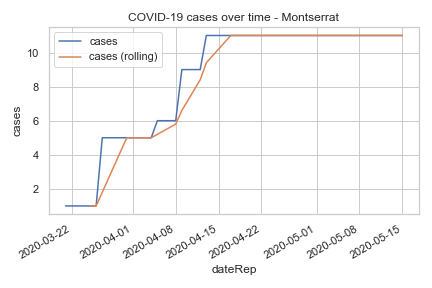 COVID-19 cases over time - Montserrat
cases
cases (rolling)
cases
10
8
6
4
2
2020-03-22
2020-04-01
2020-04-08
2020-04-15
2020-04-22
2020-05-01
2020-05-08
2020-05-15
dateRep